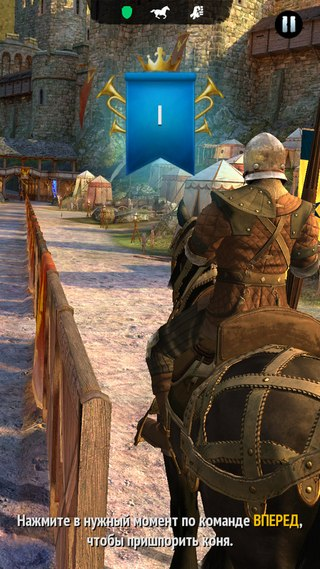 I
Нажмите в нужный момент по команде ВПЕРЕД,
чтобы пришпорить коня.